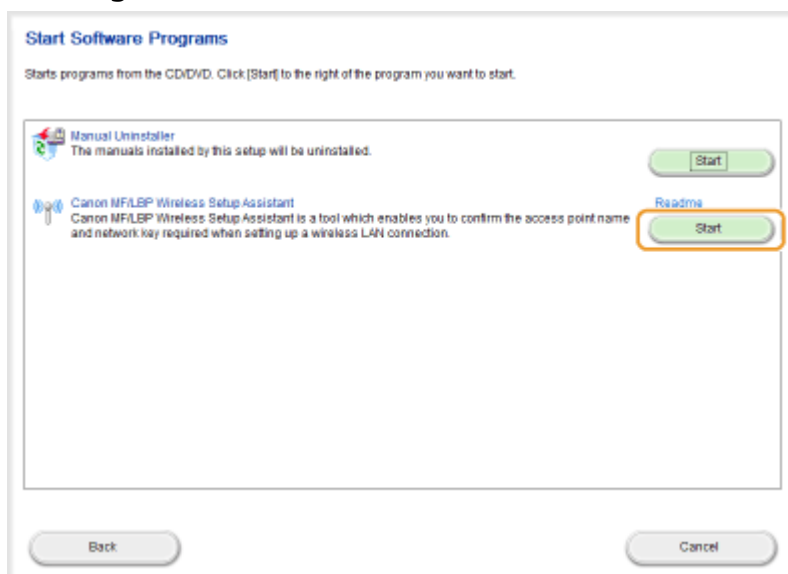 Start Software Programs
Starts programs from the CD/DVD. Click [Start] to the right of the program you want to start.
Manual Uninstaller
The manuals installed by this setup will be uninstalled.
Start
Canon MF/LBP Wireless Setup Assistant
Readme
Canon MF/LBP Wireless Setup Assistant is a tool which enables you to confirm the access point name
and network key required when setting up a wireless LAN connection.
Start
Back
Cancel